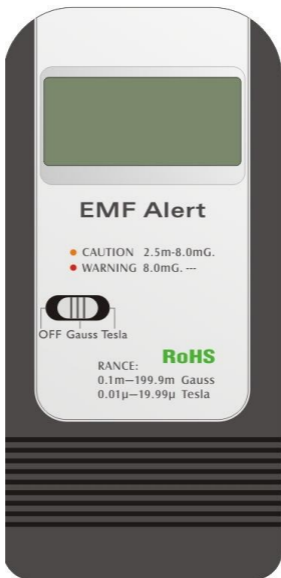 EMF Alert
CAUTION 2.5m-8.0mG.
WARNING 8.0mG. ---
OFF Gauss Tesla
RoHS
RANCE:
0.1m—199.9m Gauss
0.01μ—19.99μ Tesla